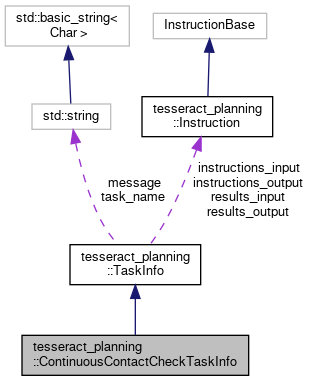 std::basic_string<
Char >
InstructionBase
std::string
tesseract_planning
::Instruction
message
task_name
instructions_input
instructions_output
results_input
results_output
tesseract_planning
::TaskInfo
tesseract_planning
::ContinuousContactCheckTaskInfo